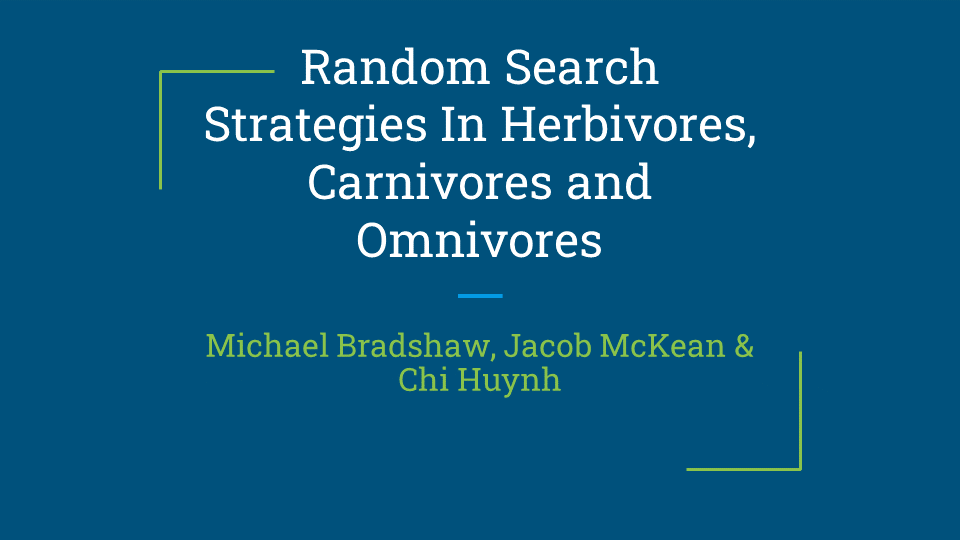 Random Search
Strategies In Herbivores,
Carnivores and
Omnivores
Michael Bradshaw, Jacob McKean &
Chi Huynh